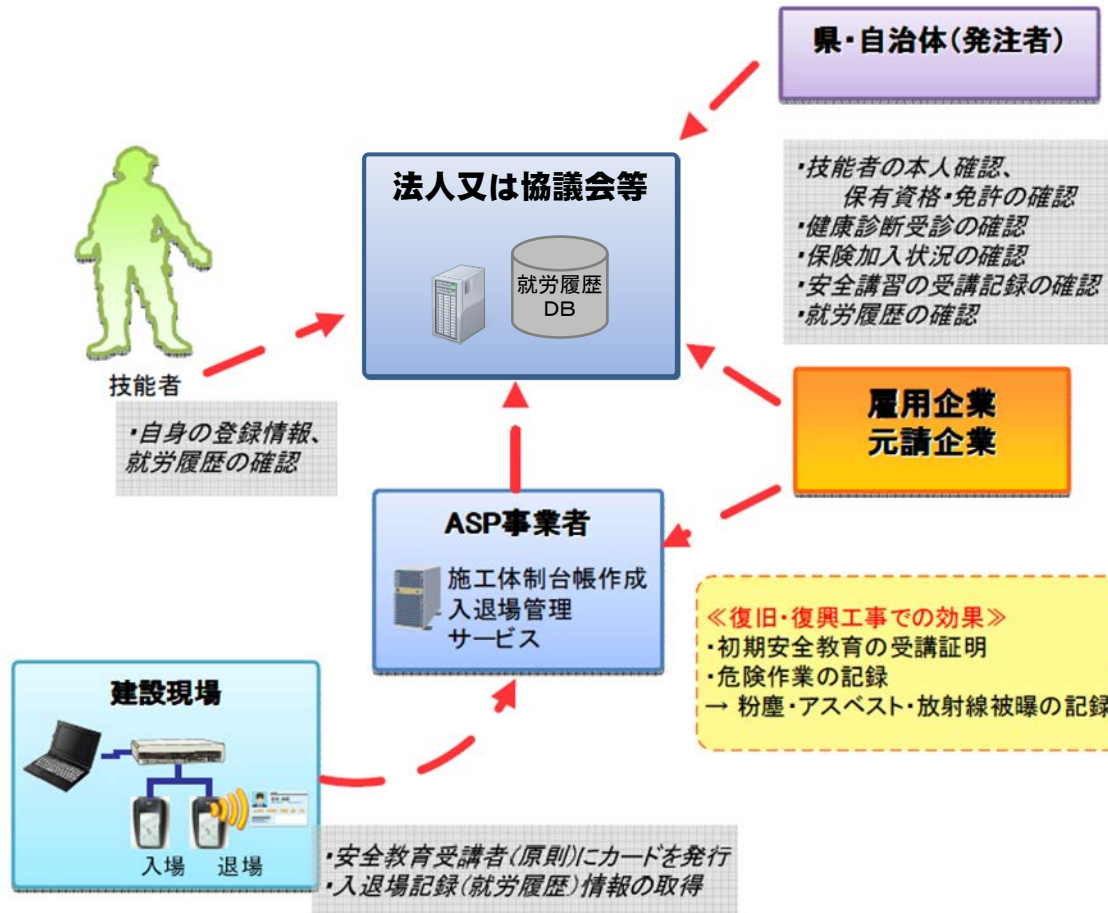 県・自治体(発注者)
・技能者の本人確認、
保有資格・免許の確認
・健康診断受診の確認
・保険加入状況の確認
・安全講習の受講記録の確認
・就労履歴の確認
法人又は協議会等
就労履歴
DB
技能者
・自身の登録情報、
就労履歴の確認
雇用企業
元請企業
ASP事業者
施工体制台帳作成
入退場管理
サービス
≪復旧・復興工事での効果≫
・初期安全教育の受講証明
・危険作業の記録
→ 粉塵・アスベスト・放射線被曝の記録
建設現場
入場 退場
・安全教育受講者(原則)にカードを発行
・入退場記録(就労履歴)情報の取得